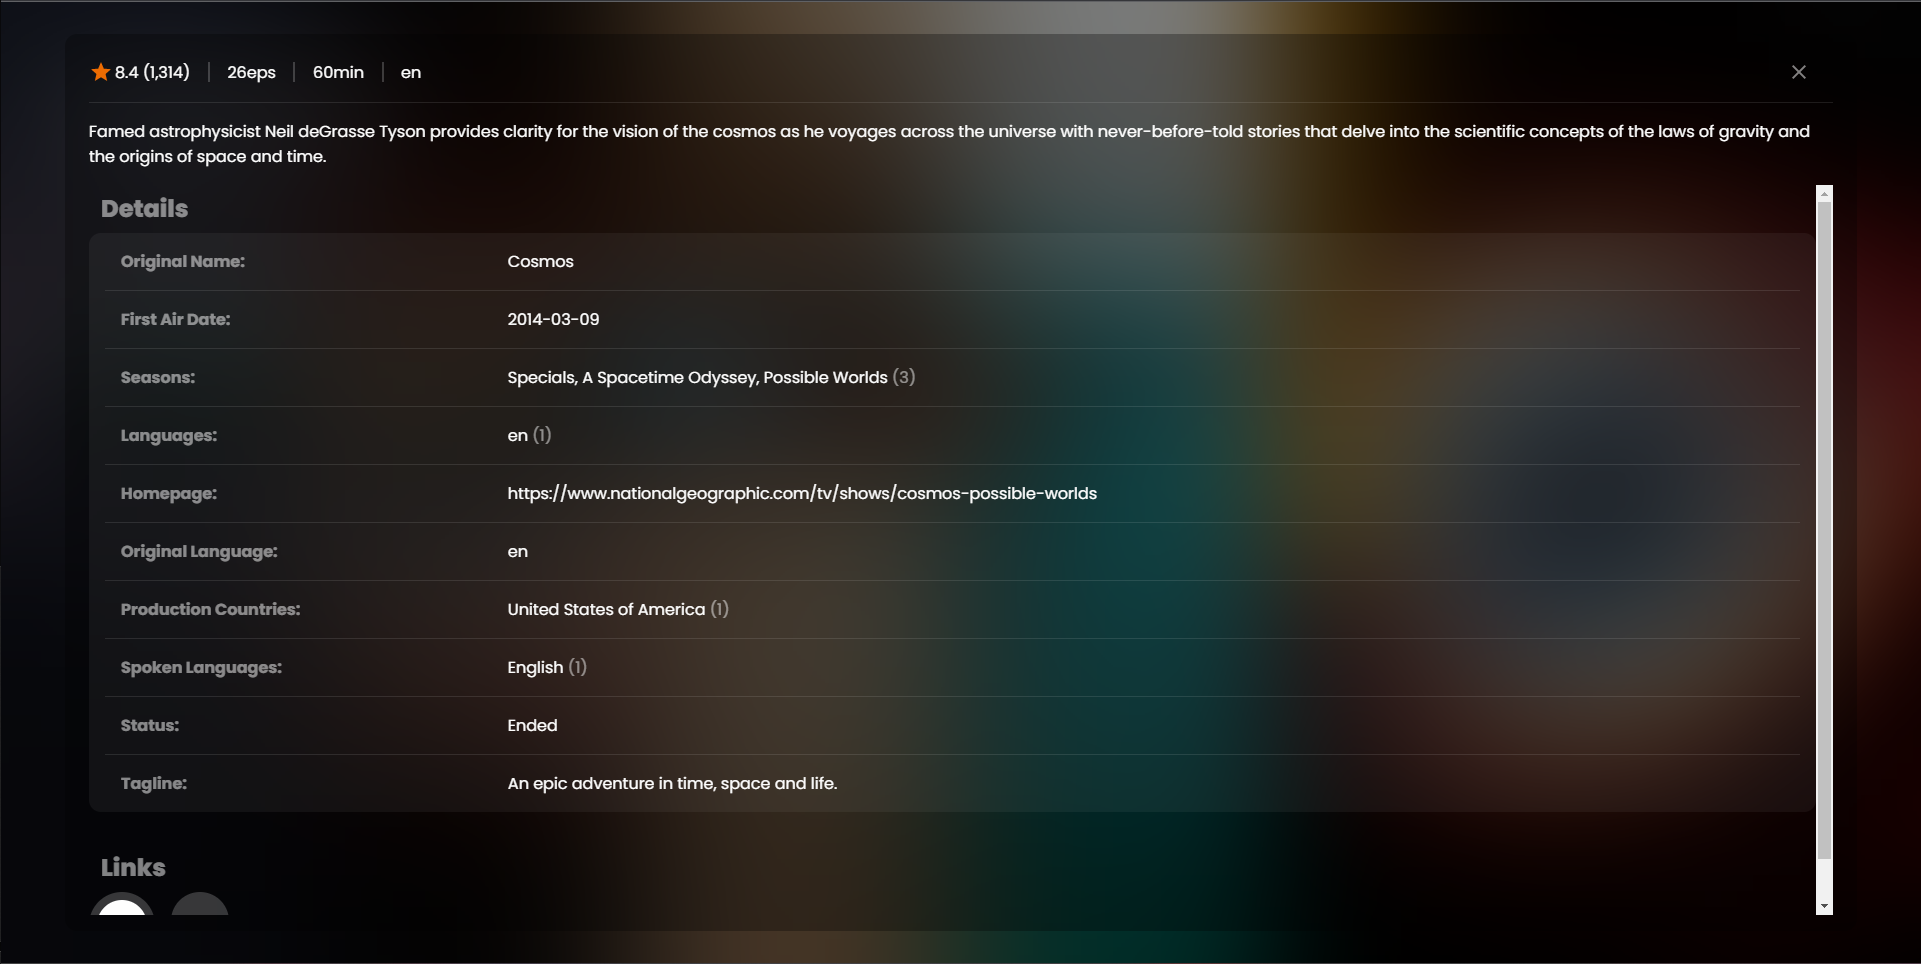 8.4 (1,314) | 26eps | 60min | en
Famed astrophysicist Neil deGrasse Tyson provides clarity for the vision of the cosmos as he voyages across the universe with never-before-told stories that delve into the scientific concepts of the laws of gravity and
the origins of space and time.
Details
Original Name: Cosmos
First Air Date: 2014-03-09
Seasons: Specials, A Spacetime Odyssey, Possible Worlds (3)
Languages: en (1)
Homepage: https://www.nationalgeographic.com/tv/shows/cosmos-possible-worlds
Original Language: en
Production Countries: United States of America (1)
Spoken Languages: English (1)
Status: Ended
Tagline: An epic adventure in time, space and life.
Links